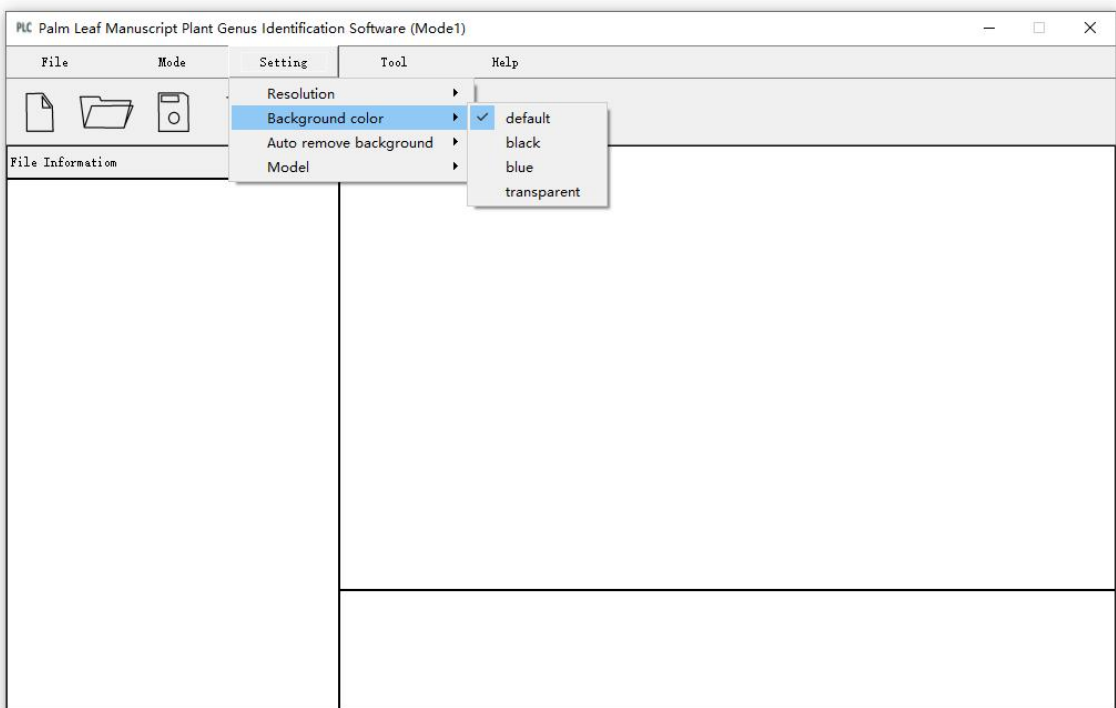 PLC Palm Leaf Manuscript Plant Genus Identification Software (Mode1)
File Mode Setting Tool Help
Resolution
Background color
Auto remove background
Model
default
black
blue
transparent
File Information